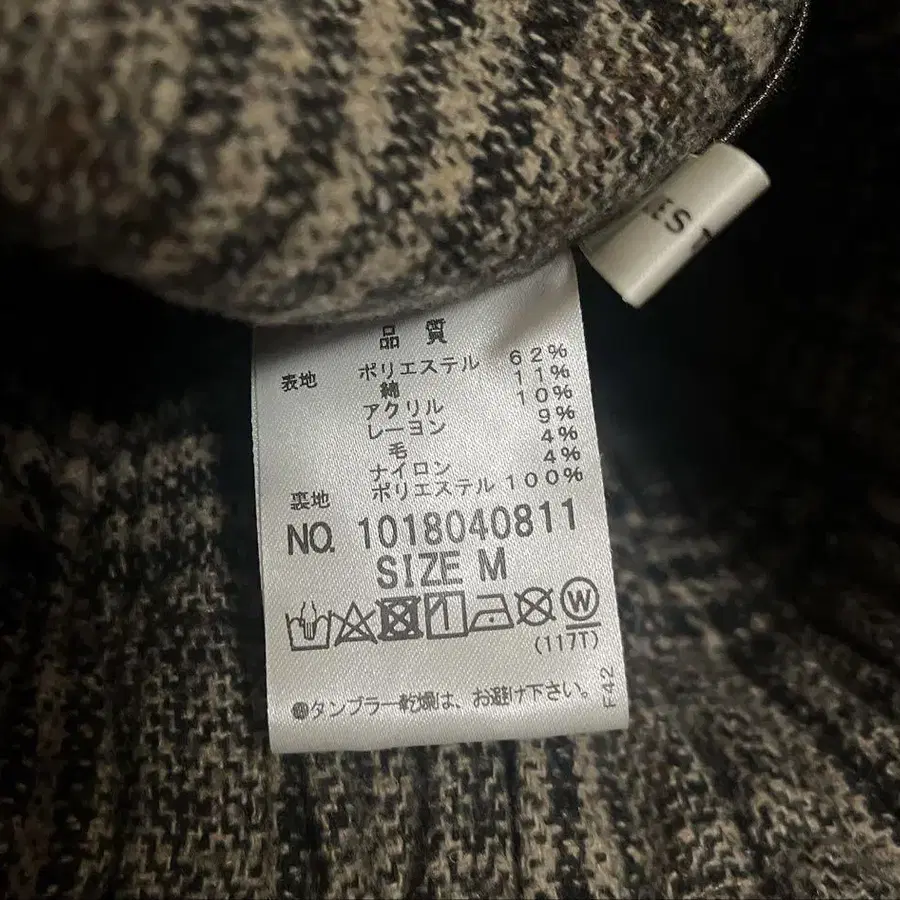 ES
品 質
表地 ポリエステル 62%
綿 11%
アクリル 10%
レーヨン 9%
毛 4%
ナイロン 4%
裏地 ポリエステル 100%
NO. 1018040811
SIZE M
W
(117T)
タンブラー乾燥は、お避け下さい。
F42